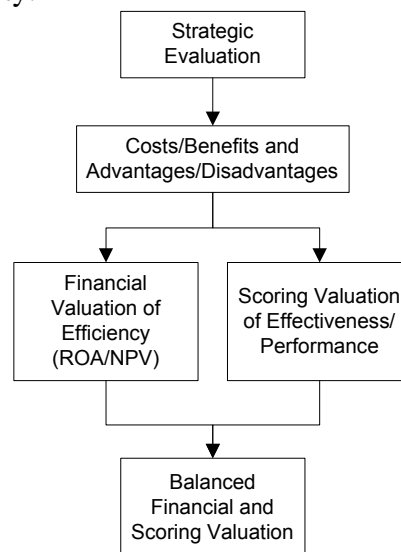 Strategic
Evaluation
Costs/Benefits and
Advantages/Disadvantages
Financial
Valuation of
Efficiency
(ROA/NPV)
Scoring Valuation
of Effectiveness/
Performance
Balanced
Financial and
Scoring Valuation